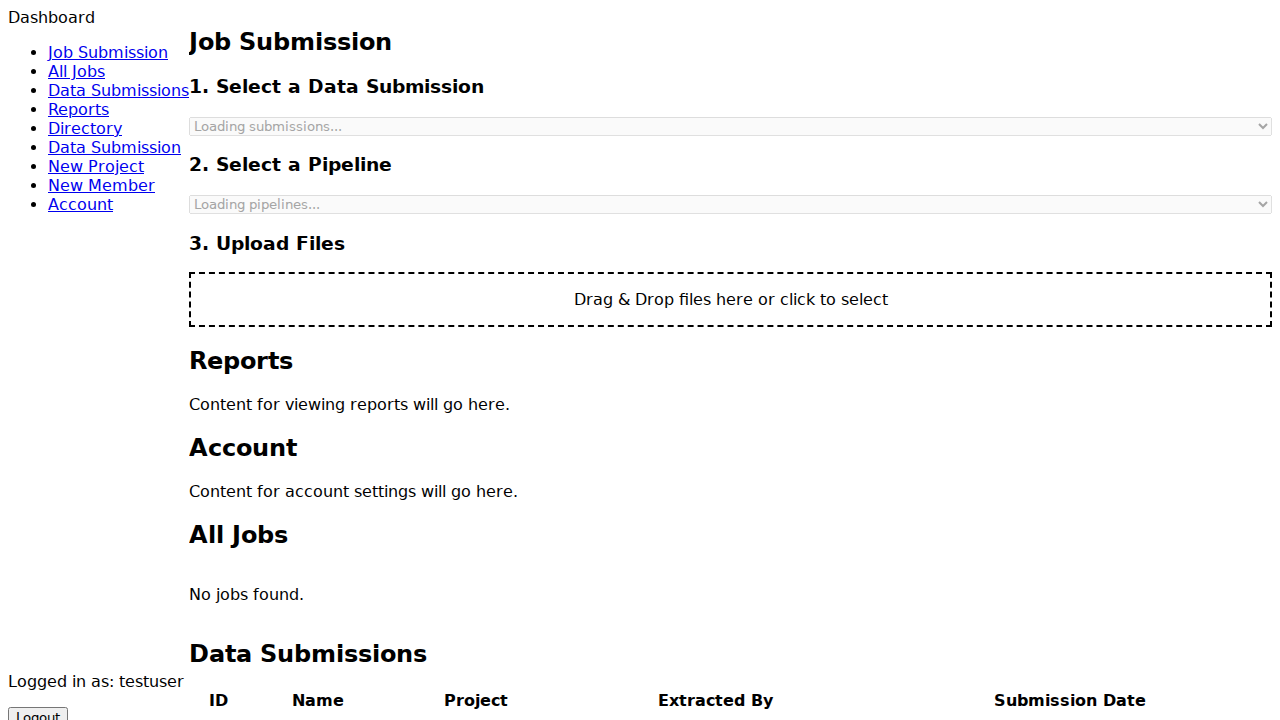 Dashboard
Job Submission
All Jobs
Data Submissions
Reports
Directory
Data Submission
New Project
New Member
Account
Logged in as: testuser
Logout
Job Submission
1. Select a Data Submission
Loading submissions...
2. Select a Pipeline
Loading pipelines...
3. Upload Files
Drag & Drop files here or click to select
Reports
Content for viewing reports will go here.
Account
Content for account settings will go here.
All Jobs
No jobs found.
Data Submissions
ID Name Project Extracted By Submission Date